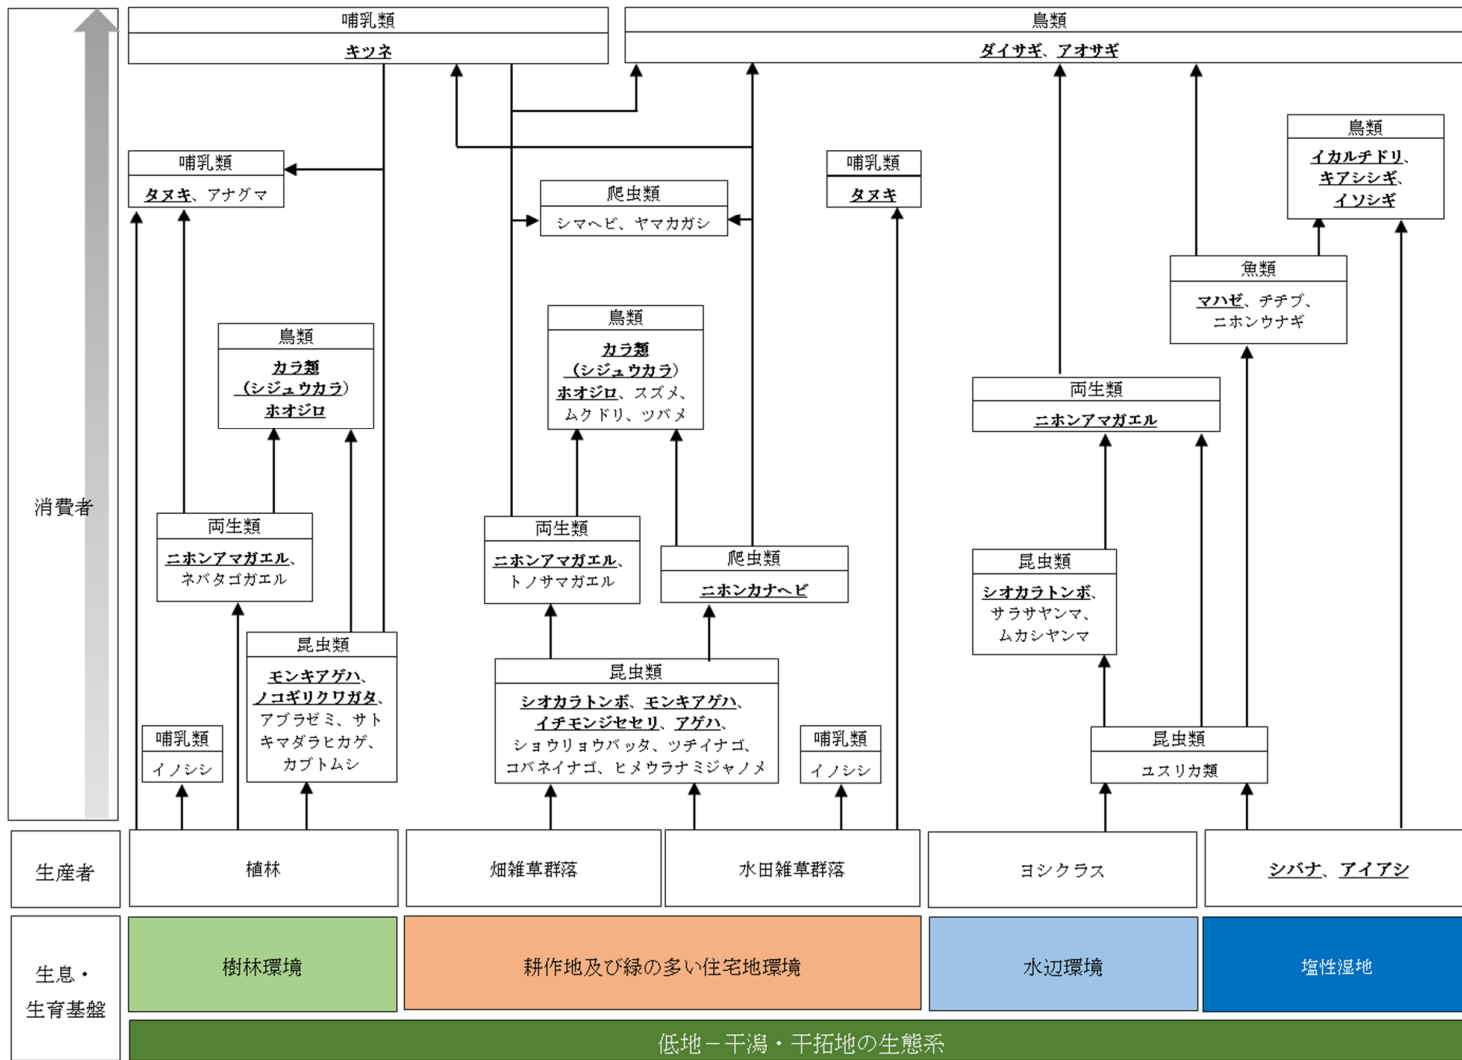 哺乳類
キツネ
鳥類
ダイサギ、アオサギ
鳥類
イカルチドリ、
キアシシギ、
イソシギ
哺乳類
タヌキ、アナグマ
爬虫類
シマヘビ、ヤマカガシ
哺乳類
タヌキ
魚類
マハゼ、チチブ、
ニホンウナギ
鳥類
カラ類
（シジュウカラ）
ホオジロ
鳥類
カラ類
（シジュウカラ）
ホオジロ、スズメ、
ムクドリ、ツバメ
両生類
ニホンアマガエル
消費者
両生類
ニホンアマガエル、
ネバタゴガエル
両生類
ニホンアマガエル、
トノサマガエル
爬虫類
ニホンカナヘビ
昆虫類
シオカラトンボ、
サラサヤンマ、
ムカシヤンマ
昆虫類
モンキアゲハ、
ノコギリクワガタ、
アブラゼミ、サト
キマダラヒカゲ、
カブトムシ
昆虫類
シオカラトンボ、モンキアゲハ、
イチモンジセセリ、アゲハ、
ショウリョウバッタ、ツチイナゴ、
コバネイナゴ、ヒメウラナミジャノメ
哺乳類
イノシシ
哺乳類
イノシシ
昆虫類
ユスリカ類
生産者
植林
畑雑草群落
水田雑草群落
ヨシクラス
シバナ、アイアシ
生息・
生育基盤
樹林環境
耕作地及び緑の多い住宅地環境
水辺環境
塩性湿地
低地－干潟・干拓地の生態系